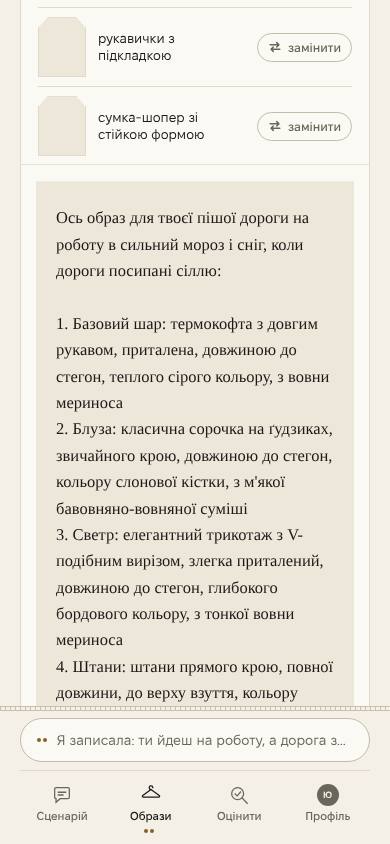 рукавички з
підкладкою
замінити
сумка-шопер зі
стійкою формою
замінити
Ось образ для твоєї пішої дороги на
роботу в сильний мороз і сніг, коли
дороги посипані сіллю:
1. Базовий шар: термокофта з довгим
рукавом, приталена, довжиною до
стегон, теплого сірого кольору, з вовни
мериноса
2. Блуза: класична сорочка на ґудзиках,
звичайного крою, довжиною до стегон,
кольору слонової кістки, з м'якої
бавовняно-вовняної суміші
3. Светр: елегантний трикотаж з V-
подібним вирізом, злегка приталений,
довжиною до стегон, глибокого
бордового кольору, з тонкої вовни
мериноса
4. Штани: штани прямого крою, повної
довжини, до верху взуття, кольору
Я записала: ти йдеш на роботу, а дорога з...
Сценарій
Образи
Оцінити
Ю
Профіль